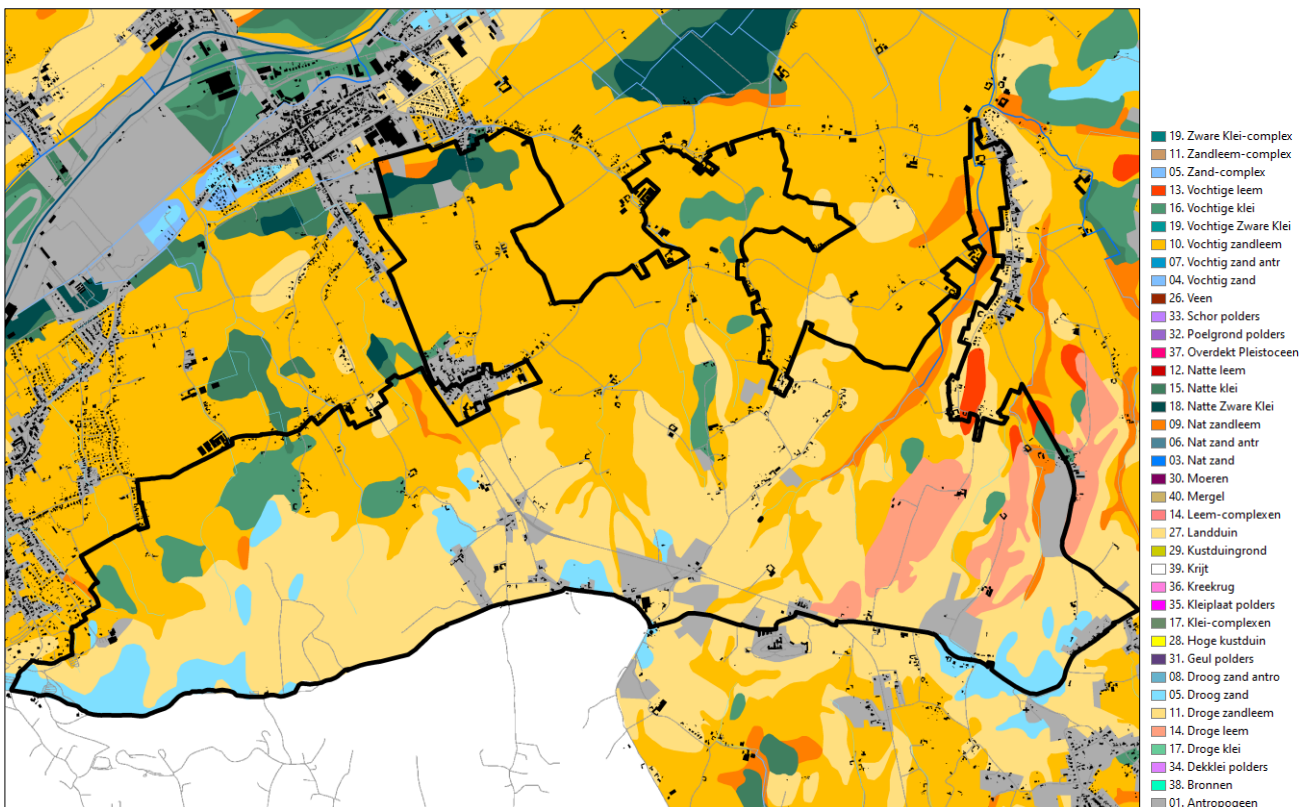 19. Zware Klei-complex
11. Zandleem-complex
05. Zand-complex
13. Vochtige leem
16. Vochtige klei
19. Vochtige Zware Klei
10. Vochtig zandleem
07. Vochtig zand antr
04. Vochtig zand
26. Veen
33. Schor polders
32. Poelgrond polders
37. Overdekt Pleistoceen
12. Natte leem
15. Natte klei
18. Natte Zware Klei
09. Nat zandleem
06. Nat zand antr
03. Nat zand
30. Moeren
40. Mergel
14. Leem-complexen
27. Landduin
29. Kustduingrond
39. Krijt
36. Kreekrug
35. Kleiplaat polders
17. Klei-complexen
28. Hoge kustduin
31. Geul polders
08. Droog zand antro
05. Droog zand
11. Droge zandleem
14. Droge leem
17. Droge klei
34. Dekklei polders
38. Bronnen
01. Antropogeen